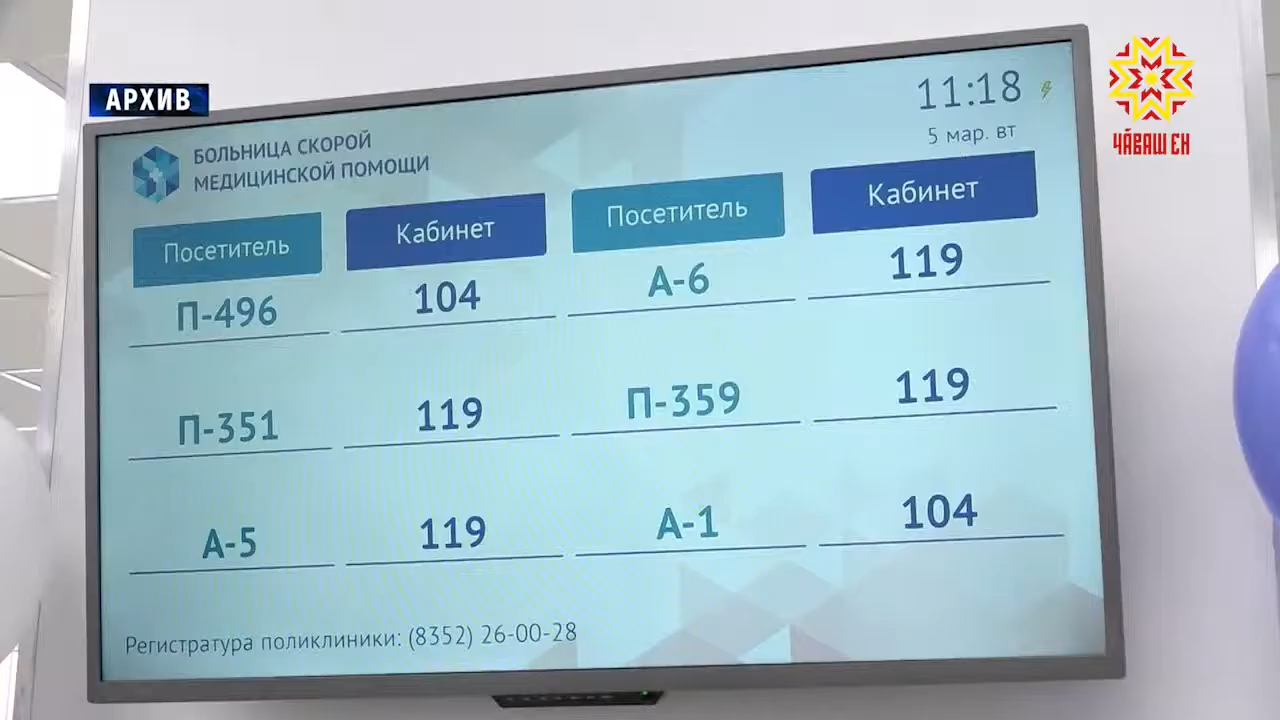 АРХИВ
ЧӐВАШ ЕН
11:18
5 мар. вт
БОЛЬНИЦА СКОРОЙ
МЕДИЦИНСКОЙ ПОМОЩИ
Посетитель Кабинет Посетитель Кабинет
П-496 104 А-6 119
П-351 119 П-359 119
А-5 119 А-1 104
Регистратура поликлиники: (8352) 26-00-28